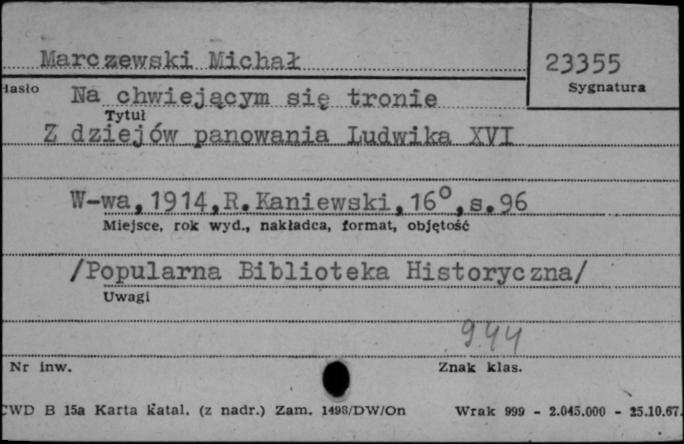 Marczewski Michał
23355
Hasło
Sygnatura
Na chwiejącym się tronie
Tytuł
Z dziejów panowania Ludwika XVI
W-wa,1914,R.Kaniewski,16°,s.96
Miejsce, rok wyd., nakładca, format, objętość
/Popularna Biblioteka Historyczna/
Uwagi
944
Nr inw.
Znak klas.
CWD B 15a Karta katal. (z nadr.) Zam. 1498/DW/On Wrak 999 - 2.045.000 - 25.10.67.